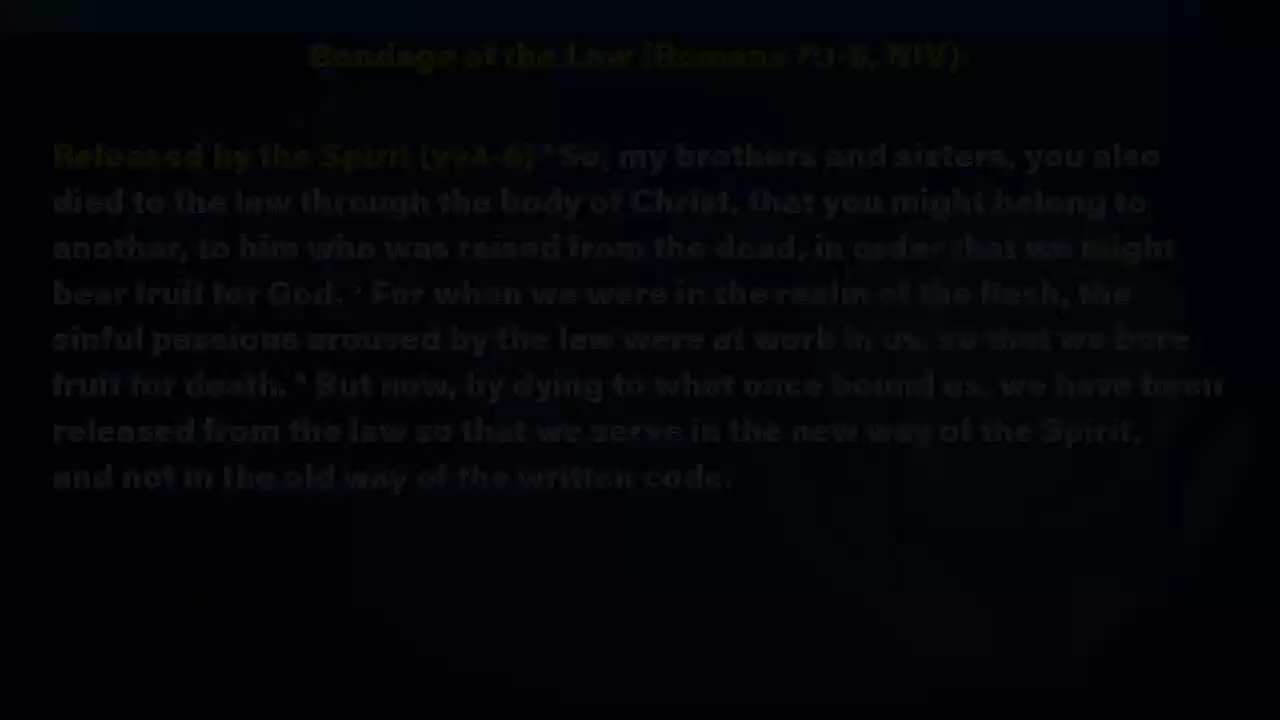 Bondage of the Law (Romans 7:1-6, NIV):
Released by the Spirit (vs4-6) 4 So, my brothers and sisters, you also
died to the law through the body of Christ, that you might belong to
another, to him who was raised from the dead, in order that we might
bear fruit for God. 5 For when we were in the realm of the flesh, the
sinful passions aroused by the law were at work in us, so that we bore
fruit for death. 6 But now, by dying to what once bound us, we have been
released from the law so that we serve in the new way of the Spirit,
and not in the old way of the written code.